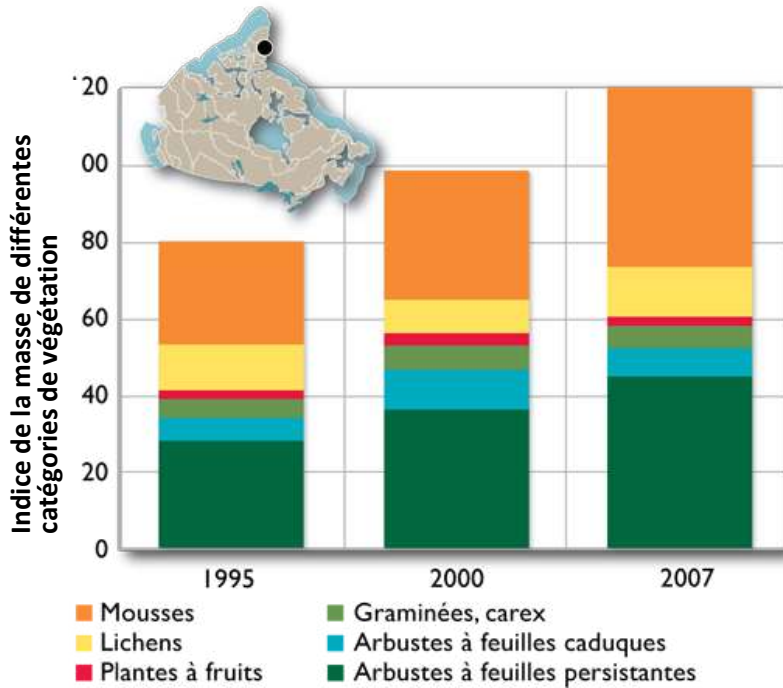 20
00
80
60
40
20
0
Indice de la masse de différentes
catégories de végétation
1995 2000 2007
Mousses
Lichens
Plantes à fruits
Graminées, carex
Arbustes à feuilles caduques
Arbustes à feuilles persistantes